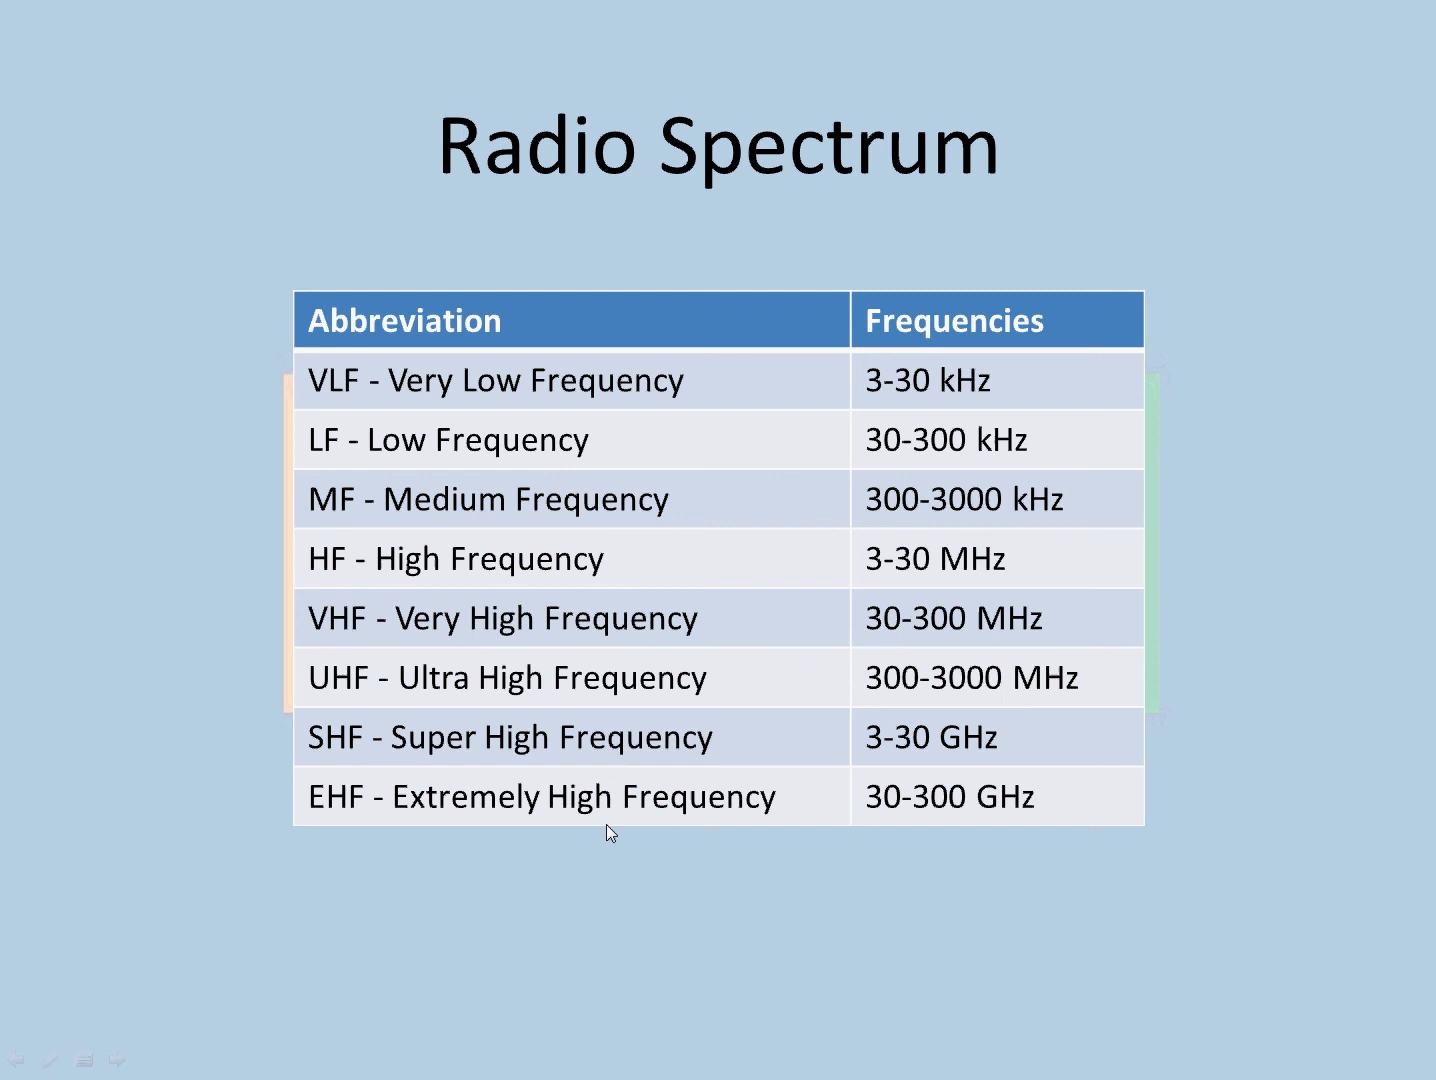 Radio Spectrum
Abbreviation Frequencies
VLF - Very Low Frequency 3-30 kHz
LF - Low Frequency 30-300 kHz
MF - Medium Frequency 300-3000 kHz
HF - High Frequency 3-30 MHz
VHF - Very High Frequency 30-300 MHz
UHF - Ultra High Frequency 300-3000 MHz
SHF - Super High Frequency 3-30 GHz
EHF - Extremely High Frequency 30-300 GHz